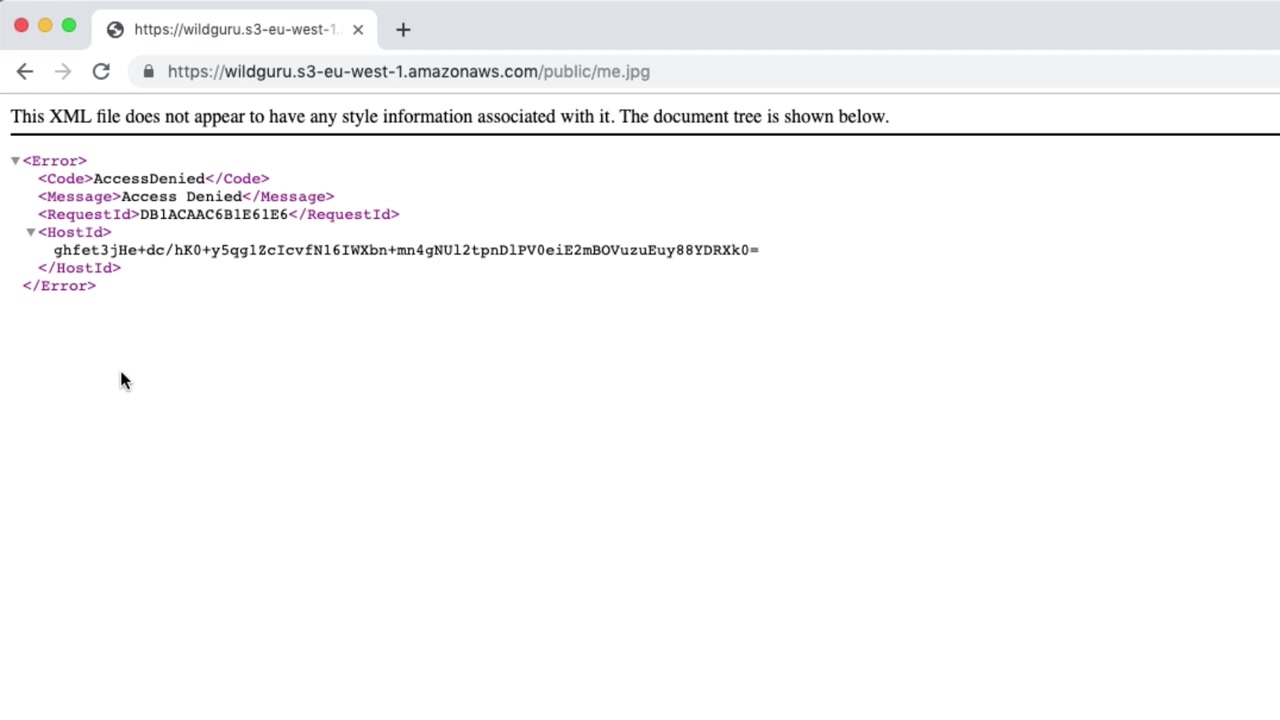 https://wildguru.s3-eu-west-1.
https://wildguru.s3-eu-west-1.amazonaws.com/public/me.jpg
This XML file does not appear to have any style information associated with it. The document tree is shown below.
<Error>
<Code>AccessDenied</Code>
<Message>Access Denied</Message>
<RequestId>DB1ACAAC6B1E61E6</RequestId>
<HostId>
ghfet3jHe+dc/hK0+y5qg1ZcIcvfN16IWXbn+mn4gNUl2tpnDlPV0eiE2mBOVuzuEuy88YDRXk0=
</HostId>
</Error>